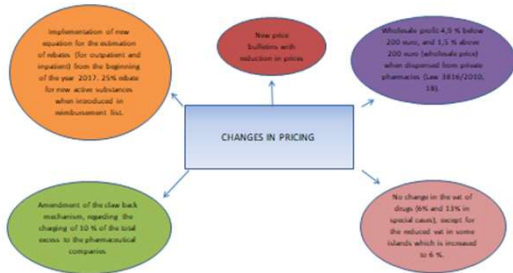 Implementation of new
equation for the estimation
of rebates (for outpatient and
inpatient) from the beginning
of the year 2017. 25% rebate
for new active substances
when introduced in
reimbursement list.
New price
bulletins with
reduction in prices
Wholesale profit 4,9 % below
200 euro, and 1,5 % above
200 euro (wholesale price)
when dispensed from private
pharmacies (Law 3816/2010,
18).
CHANGES IN PRICING
Amendment of the claw back
mechanism, regarding the
charging of 10 % of the total
excess to the pharmaceutical
companies
No change in the vat of
drugs (6% and 13% in
special cases), except for
the reduced vat in some
islands which is increased
to 6 %.